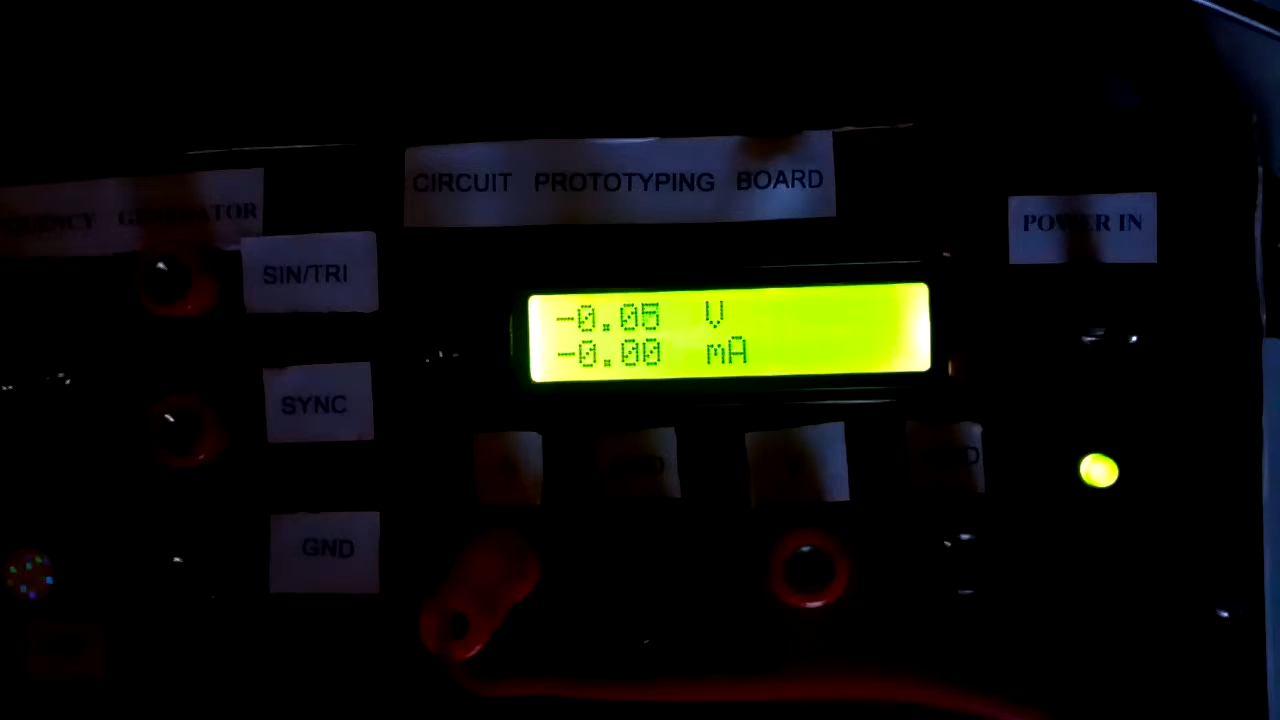 CIRCUIT PROTOTYPING BOARD
GENERATOR
POWER IN
SIN/TRI
-0.05 V
-0.00 mA
SYNC
GND